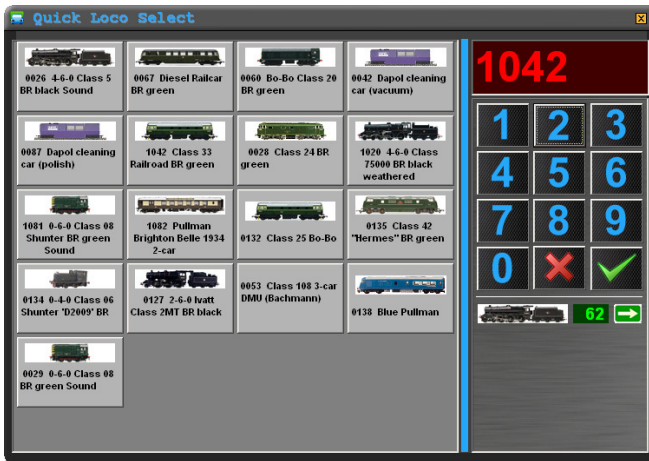 Quick Loco Select
0026 4-6-0 Class 5
BR black Sound
0067 Diesel Railcar
BR green
0060 Bo-Bo Class 20
BR green
0042 Dapol cleaning
car (vacuum)
0087 Dapol cleaning
car (polish)
1042 Class 33
Railroad BR green
0028 Class 24 BR
green
1020 4-6-0 Class
75000 BR black
weathered
1081 0-6-0 Class 08
Shunter BR green
Sound
1082 Pullman
Brighton Belle 1934
2-car
0132 Class 25 Bo-Bo
0135 Class 42
"Hermes" BR green
0134 0-4-0 Class 06
Shunter 'D2009' BR
0127 2-6-0 Ivatt
Class 2MT BR black
0053 Class 108 3-car
DMU (Bachmann)
0138 Blue Pullman
0029 0-6-0 Class 08
BR green Sound
1042
1 2 3
4 5 6
7 8 9
0
62